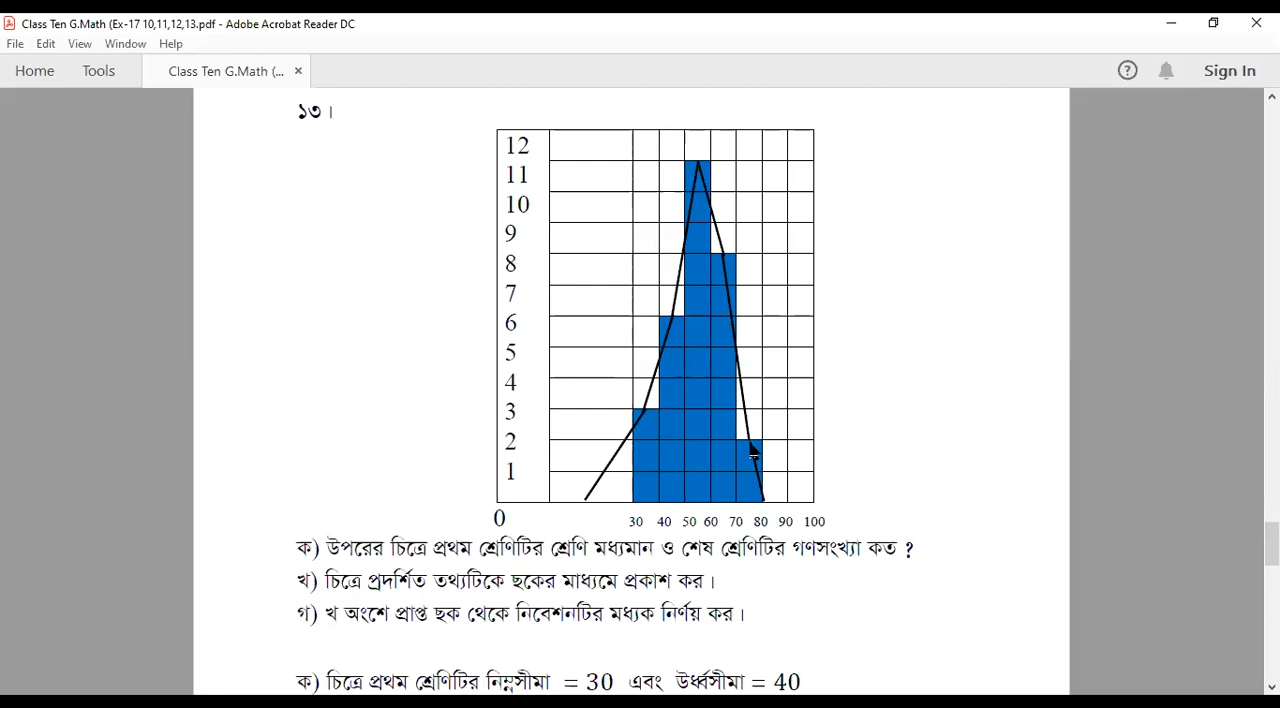 Class Ten G.Math (Ex-17 10,11,12,13.pdf - Adobe Acrobat Reader DC
File Edit View Window Help
Home Tools Class Ten G.Math (... × Sign In
১৩।
12
11
10
9
8
7
6
5
4
3
2
1
0
30 40 50 60 70 80 90 100
ক) উপরের চিত্রে প্রথম শ্রেণিটির শ্রেণি মধ্যমান ও শেষ শ্রেণিটির গণসংখ্যা কত ?
খ) চিত্রে প্রদর্শিত তথ্যটিকে ছকের মাধ্যমে প্রকাশ কর।
গ) খ অংশে প্রাপ্ত ছক থেকে নিবেশনটির মধ্যক নির্ণয় কর।
ক) চিত্রে প্রথম শ্রেণিটির নিম্নসীমা = 30 এবং উর্ধ্বসীমা = 40